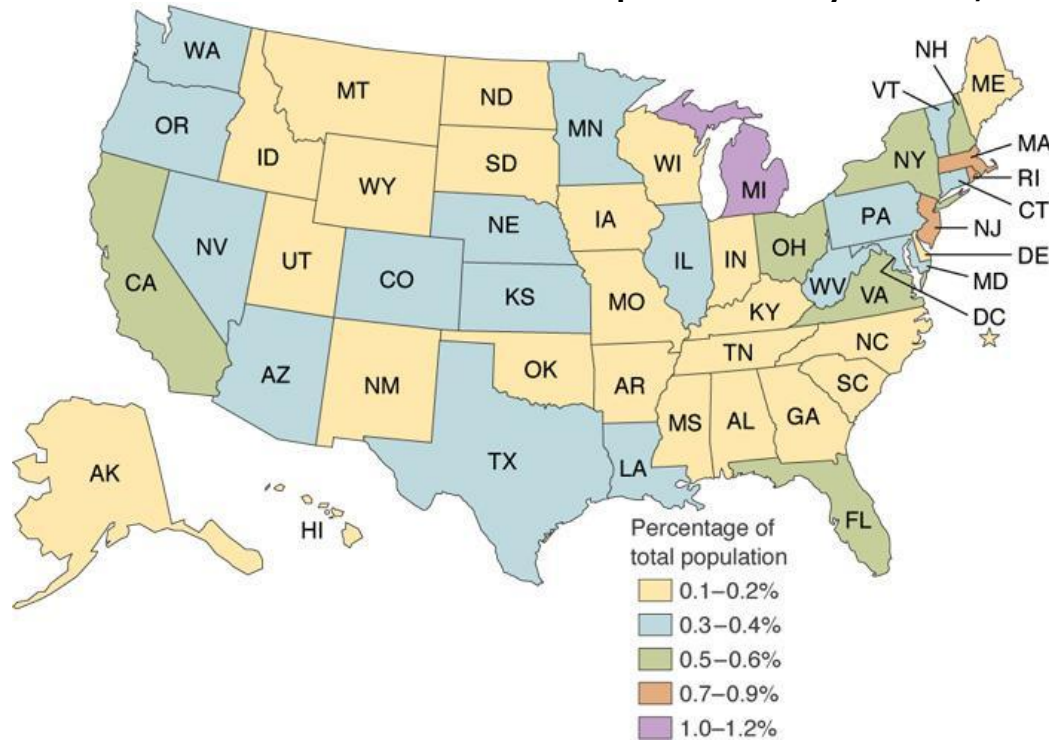 WA
MT
ND
OR
ID
SD
WY
MN
WI
MI
NH
VT
ME
NY
MA
RI
CT
NJ
DE
MD
DC
PA
OH
IN
IL
IA
NE
NV
UT
CO
KS
MO
KY
WV
VA
CA
AZ
NM
OK
AR
TN
NC
SC
MS
AL
GA
TX
LA
FL
AK
HI
Percentage of
total population
0.1–0.2%
0.3–0.4%
0.5–0.6%
0.7–0.9%
1.0–1.2%